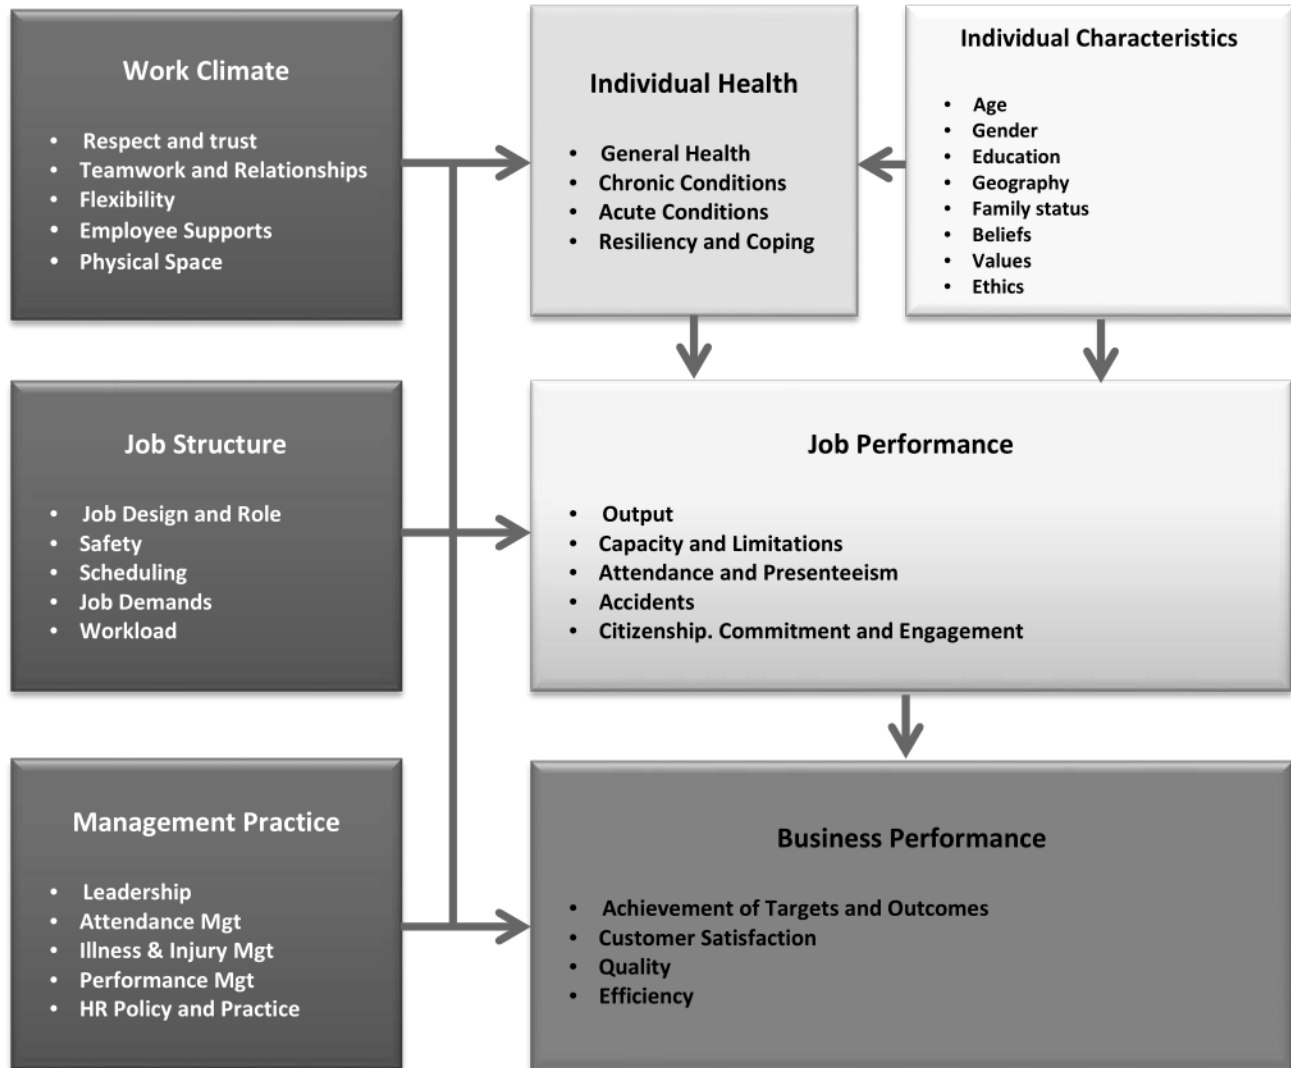 Work Climate
• Respect and trust
• Teamwork and Relationships
• Flexibility
• Employee Supports
• Physical Space
Individual Health
• General Health
• Chronic Conditions
• Acute Conditions
• Resiliency and Coping
Individual Characteristics
• Age
• Gender
• Education
• Geography
• Family status
• Beliefs
• Values
• Ethics
Job Structure
• Job Design and Role
• Safety
• Scheduling
• Job Demands
• Workload
Job Performance
• Output
• Capacity and Limitations
• Attendance and Presenteeism
• Accidents
• Citizenship. Commitment and Engagement
Management Practice
• Leadership
• Attendance Mgt
• Illness & Injury Mgt
• Performance Mgt
• HR Policy and Practice
Business Performance
• Achievement of Targets and Outcomes
• Customer Satisfaction
• Quality
• Efficiency